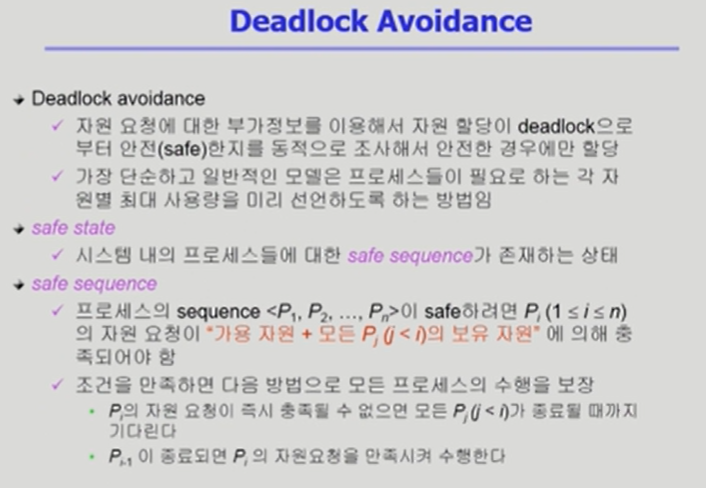 Deadlock Avoidance
Deadlock avoidance
✓ 자원 요청에 대한 부가정보를 이용해서 자원 할당이 deadlock으로
부터 안전(safe)한지를 동적으로 조사해서 안전한 경우에만 할당
✓ 가장 단순하고 일반적인 모델은 프로세스들이 필요로 하는 각 자
원별 최대 사용량을 미리 선언하도록 하는 방법임
safe state
✓ 시스템 내의 프로세스들에 대한 safe sequence가 존재하는 상태
safe sequence
✓ 프로세스의 sequence <P₁, P₂, …, Pₙ>이 safe하려면 Pᵢ (1 ≤ i ≤ n)
의 자원 요청이 "가용 자원 + 모든 Pⱼ (j < i)의 보유 자원" 에 의해 충
족되어야 함
✓ 조건을 만족하면 다음 방법으로 모든 프로세스의 수행을 보장
• Pᵢ의 자원 요청이 즉시 충족될 수 없으면 모든 Pⱼ (j < i)가 종료될 때까지
기다린다
• Pᵢ₋₁ 이 종료되면 Pᵢ 의 자원요청을 만족시켜 수행한다